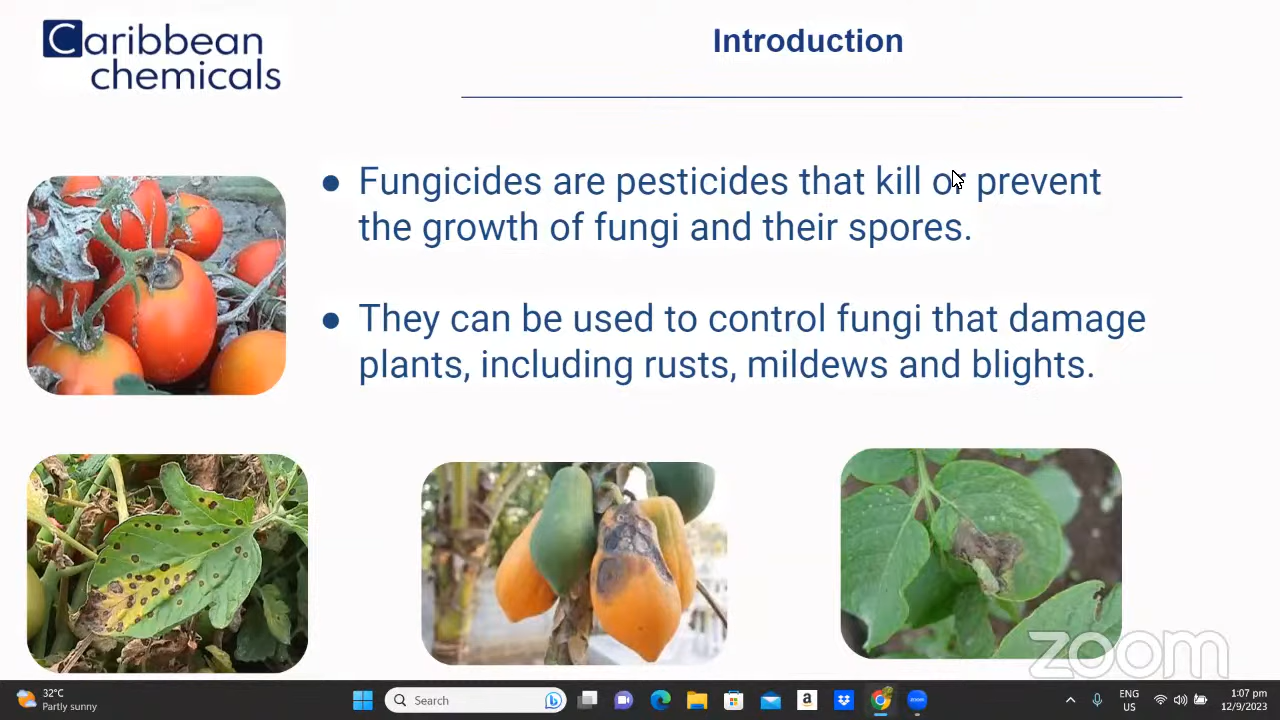 Caribbean
chemicals
Introduction
● Fungicides are pesticides that kill or prevent
the growth of fungi and their spores.
● They can be used to control fungi that damage
plants, including rusts, mildews and blights.
zoom
32°C
Partly sunny
Search
ENG
US
1:07 pm
12/9/2023